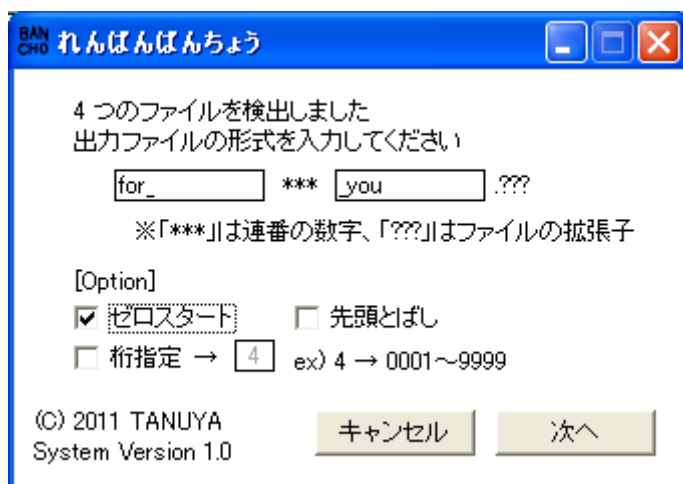 BAN
CHO れんばんばんちょう
4 つのファイルを検出しました
出力ファイルの形式を入力してください
for_ *** _you .???
※「***」は連番の数字、「???」はファイルの拡張子
[Option]
ゼロスタート 先頭とばし
桁指定 → 4 ex) 4 → 0001～9999
(C) 2011 TANUYA
System Version 1.0
キャンセル 次へ